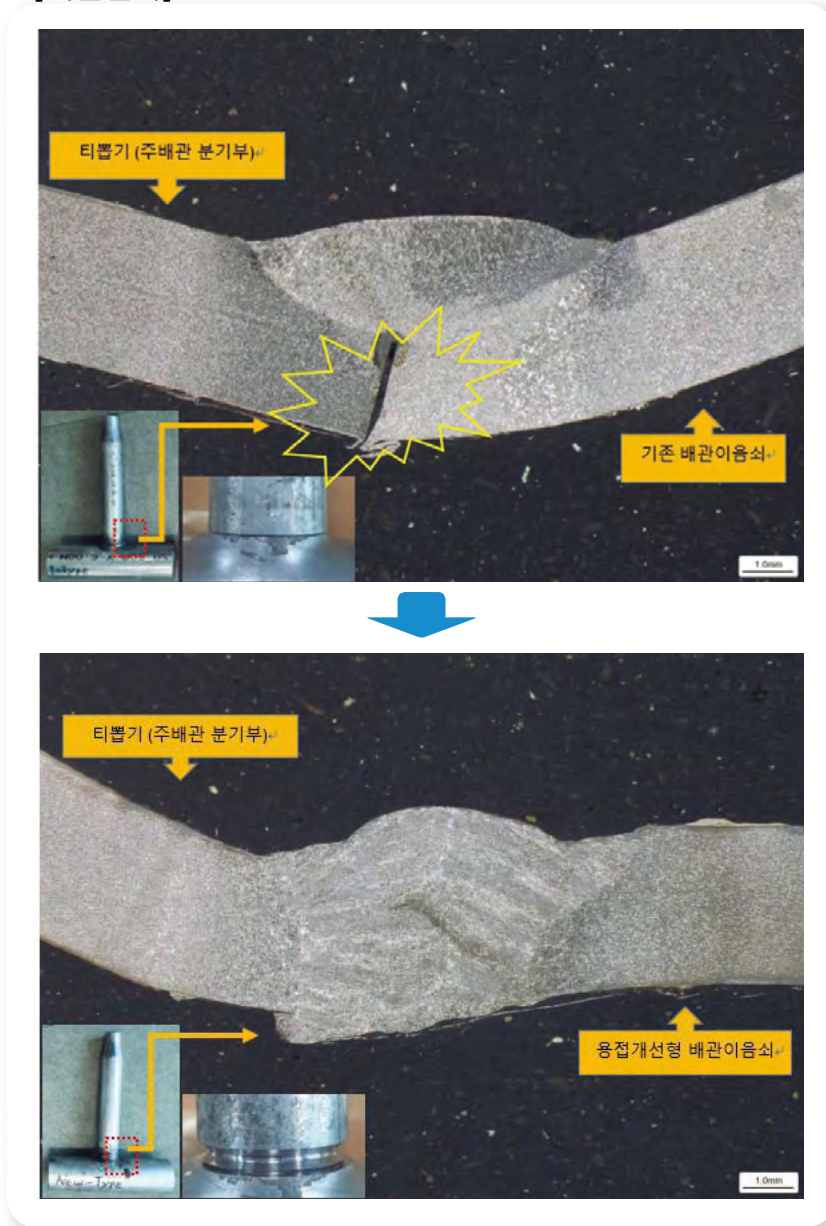 티뽑기 (주배관 분기부)↵
기존 배관이음쇠↵
1.0mm
티뽑기 (주배관 분기부)↵
용접개선형 배관이음쇠↵
New-Type
1.0mm